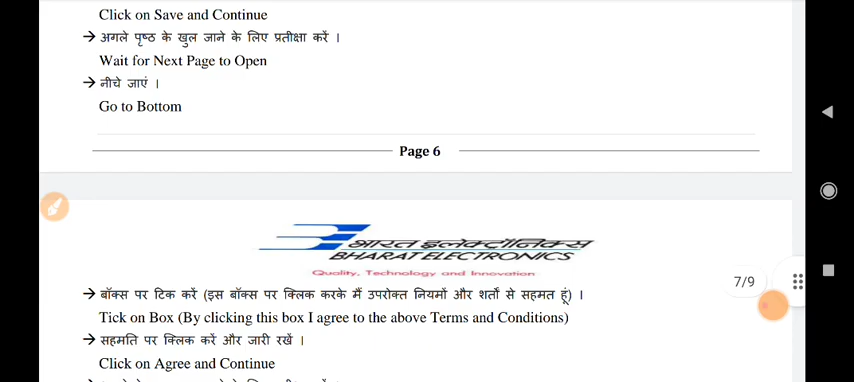 Click on Save and Continue
→ अगले पृष्ठ के खुल जाने के लिए प्रतीक्षा करें ।
Wait for Next Page to Open
→ नीचे जाएं ।
Go to Bottom
Page 6
भारत इलेक्ट्रॉनिक्स
BHARAT ELECTRONICS
Quality, Technology and Innovation
7/9
→ बॉक्स पर टिक करें (इस बॉक्स पर क्लिक करके मैं उपरोक्त नियमों और शर्तों से सहमत हूं) ।
Tick on Box (By clicking this box I agree to the above Terms and Conditions)
→ सहमति पर क्लिक करें और जारी रखें ।
Click on Agree and Continue